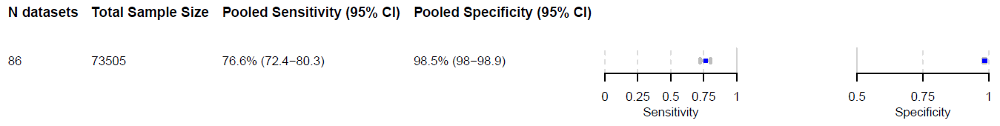 N datasets Total Sample Size Pooled Sensitivity (95% CI) Pooled Specificity (95% CI)
86 73505 76.6% (72.4−80.3) 98.5% (98−98.9)
0 0.25 0.5 0.75 1 0.5 0.75 1
Sensitivity Specificity